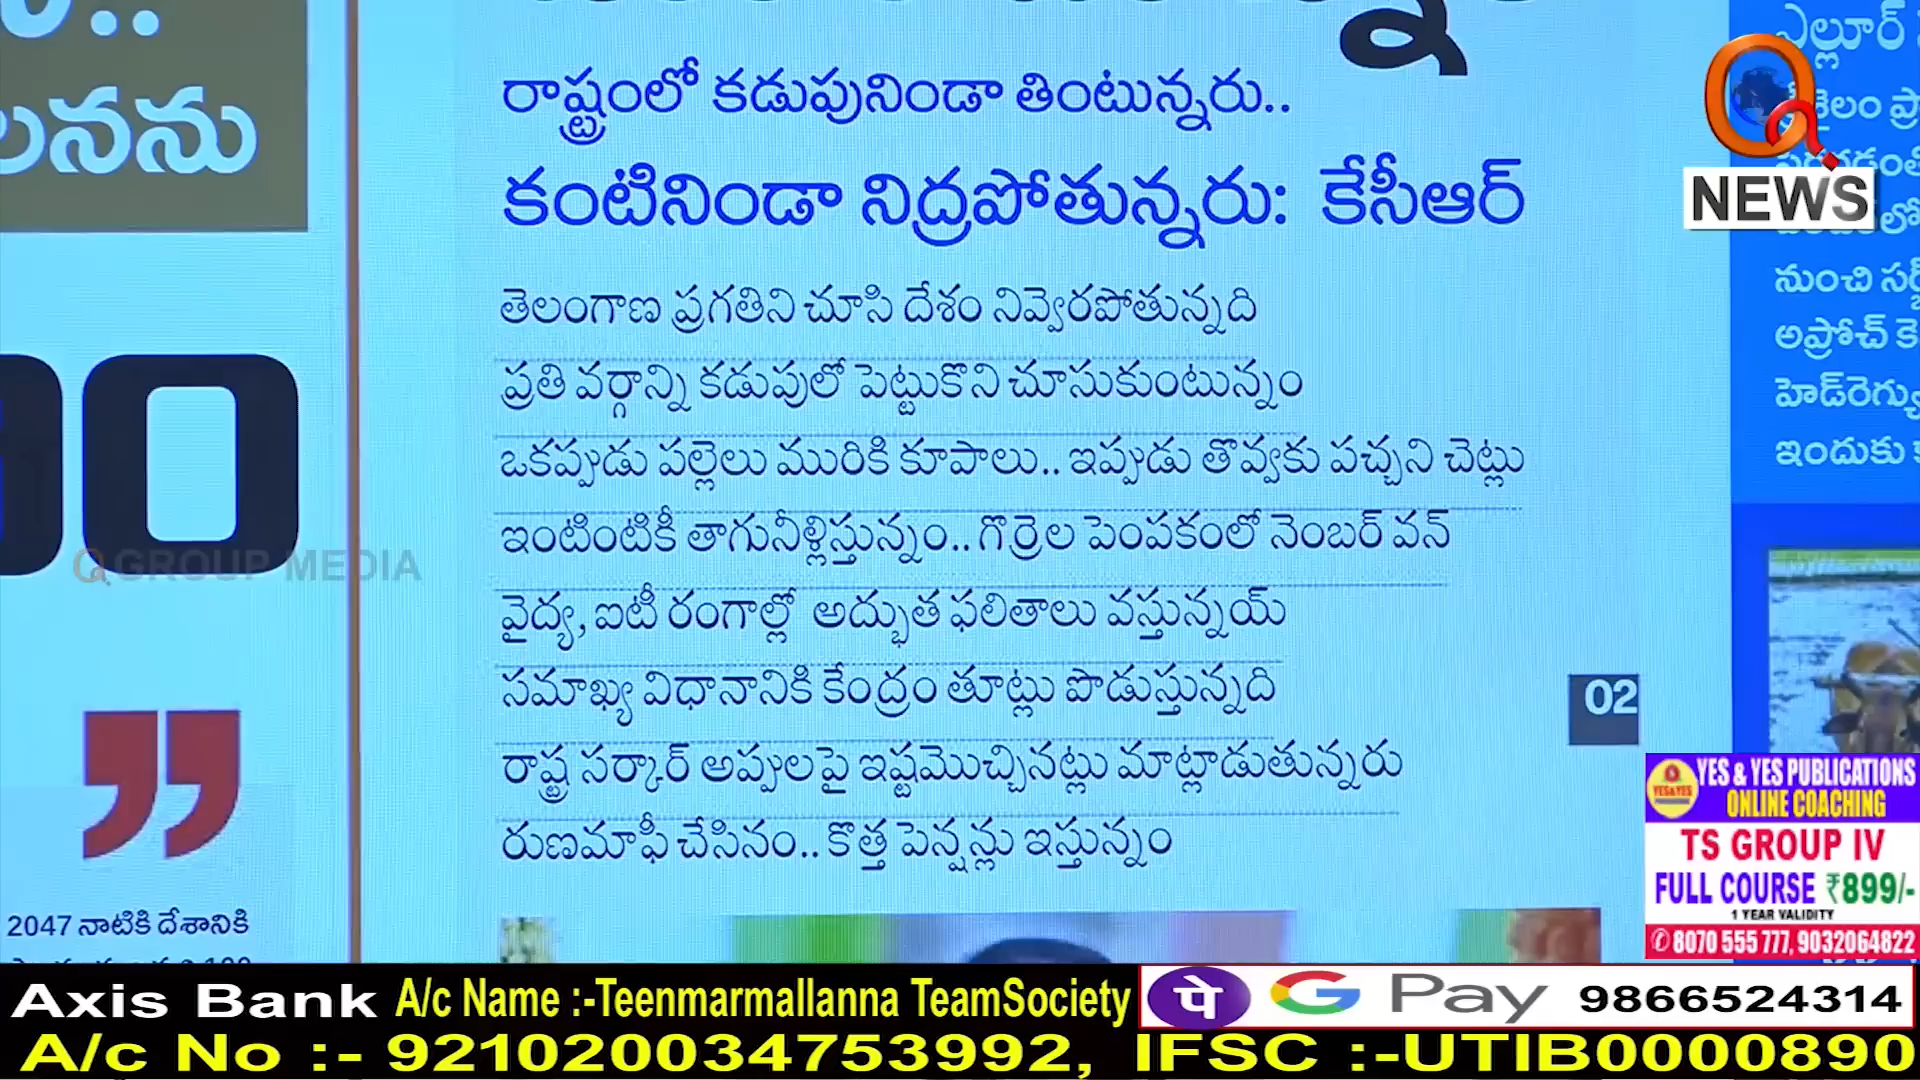 లనను
రాష్ట్రంలో కడుపునిండా తింటున్నరు..
కంటినిండా నిద్రపోతున్నరు: కేసీఆర్
తెలంగాణ ప్రగతిని చూసి దేశం నివ్వెరపోతున్నది
ప్రతి వర్గాన్ని కడుపులో పెట్టుకొని చూసుకుంటున్నం
ఒకప్పుడు పల్లెలు మురికి కూపాలు.. ఇప్పుడు తొవ్వకు పచ్చని చెట్లు
ఇంటింటికీ తాగునీళ్లిస్తున్నం.. గొర్రెల పెంపకంలో నెంబర్ వన్
వైద్య, ఐటీ రంగాల్లో అద్భుత ఫలితాలు వస్తున్నయ్
సమాఖ్య విధానానికి కేంద్రం తూట్లు పొడుస్తున్నది
రాష్ట్ర సర్కార్ అప్పులపై ఇష్టమొచ్చినట్లు మాట్లాడుతున్నరు
రుణమాఫీ చేసినం.. కొత్త పెన్షన్లు ఇస్తున్నం
02
”
2047 నాటికి దేశానికి
Q GROUP MEDIA
ఎల్లూర్
నుంచి
అప్రోచ్
ఇందుకు
Q
NEWS
YES & YES PUBLICATIONS
ONLINE COACHING
TS GROUP IV
FULL COURSE ₹899/-
1 YEAR VALIDITY
✆ 8070 555 777, 9032064822
Axis Bank A/c Name :-Teenmarmallanna TeamSociety
पे G Pay 9866524314
A/c No :- 921020034753992, IFSC :-UTIB0000890